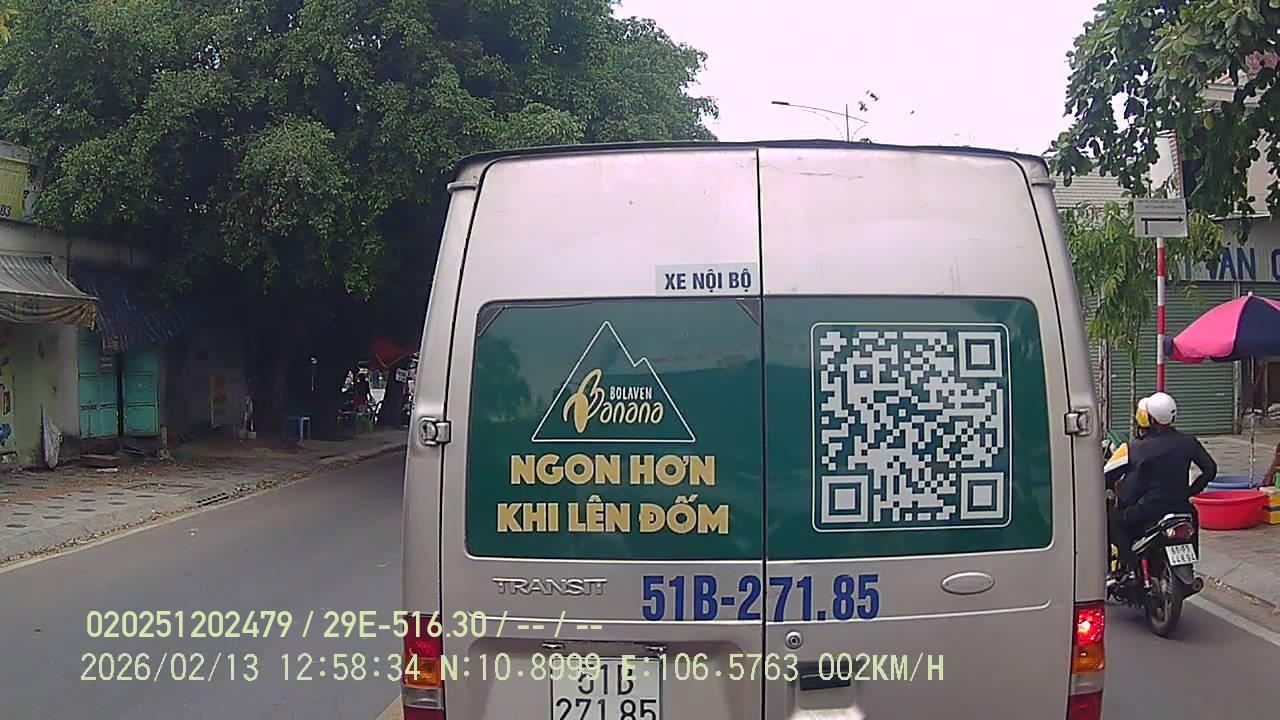 XE NỘI BỘ
BOLAVEN
Banana
NGON HƠN
KHI LÊN ĐỐM
TRANSIT
51B-271.85
51B
271.85
VẤN
020251202479 / 29E-516.30 / -- / --
2026/02/13 12:58:34 N:10.8999 E:106.5763 002KM/H